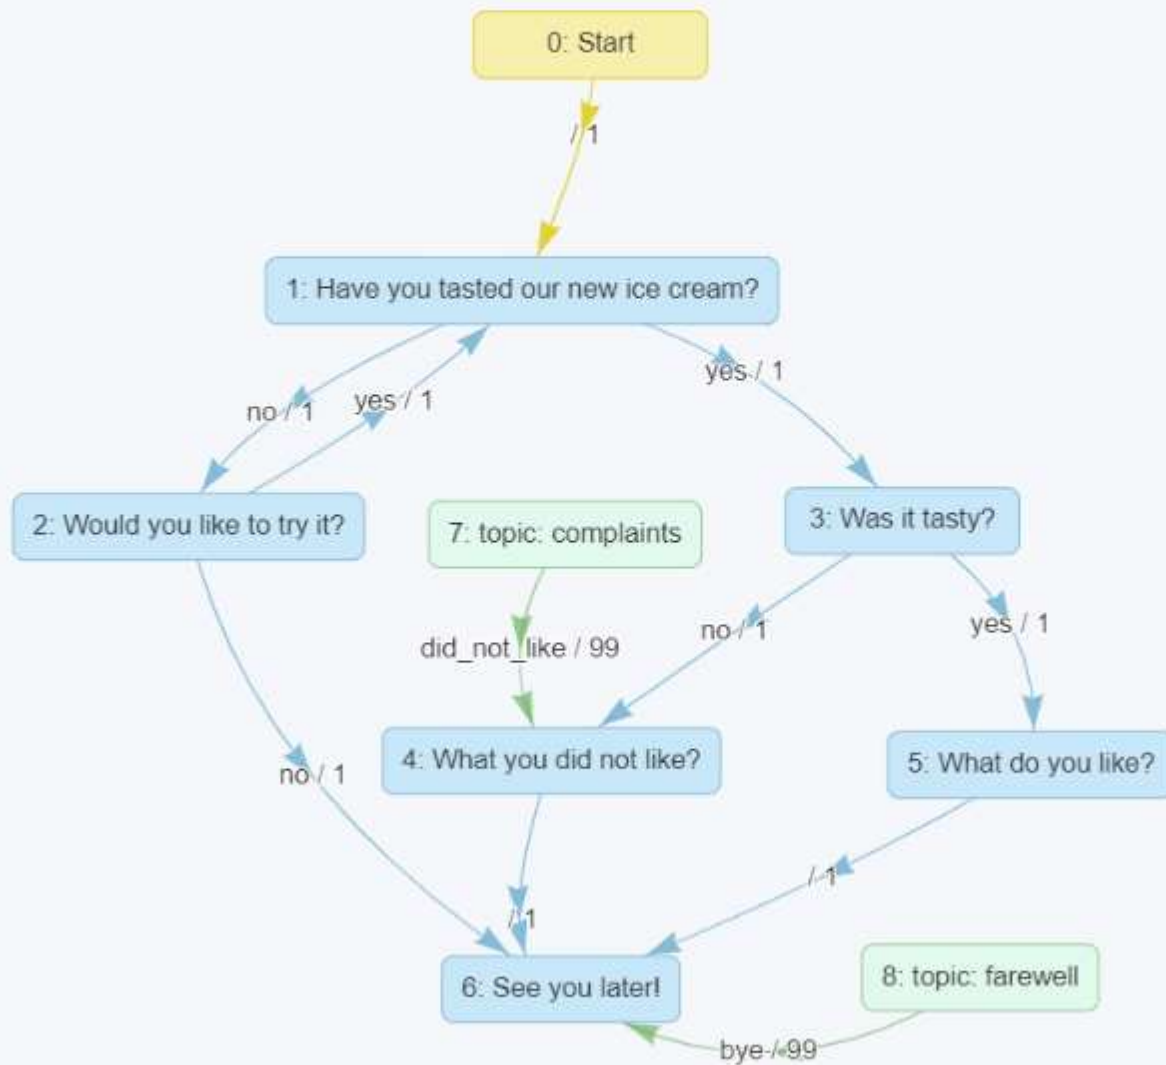 0: Start
/ 1
1: Have you tasted our new ice cream?
yes / 1
no / 1
yes / 1
2: Would you like to try it?
7: topic: complaints
3: Was it tasty?
no / 1
yes / 1
did_not_like / 99
4: What you did not like?
5: What do you like?
no / 1
/ 1
/ 1
6: See you later!
8: topic: farewell
bye / 99